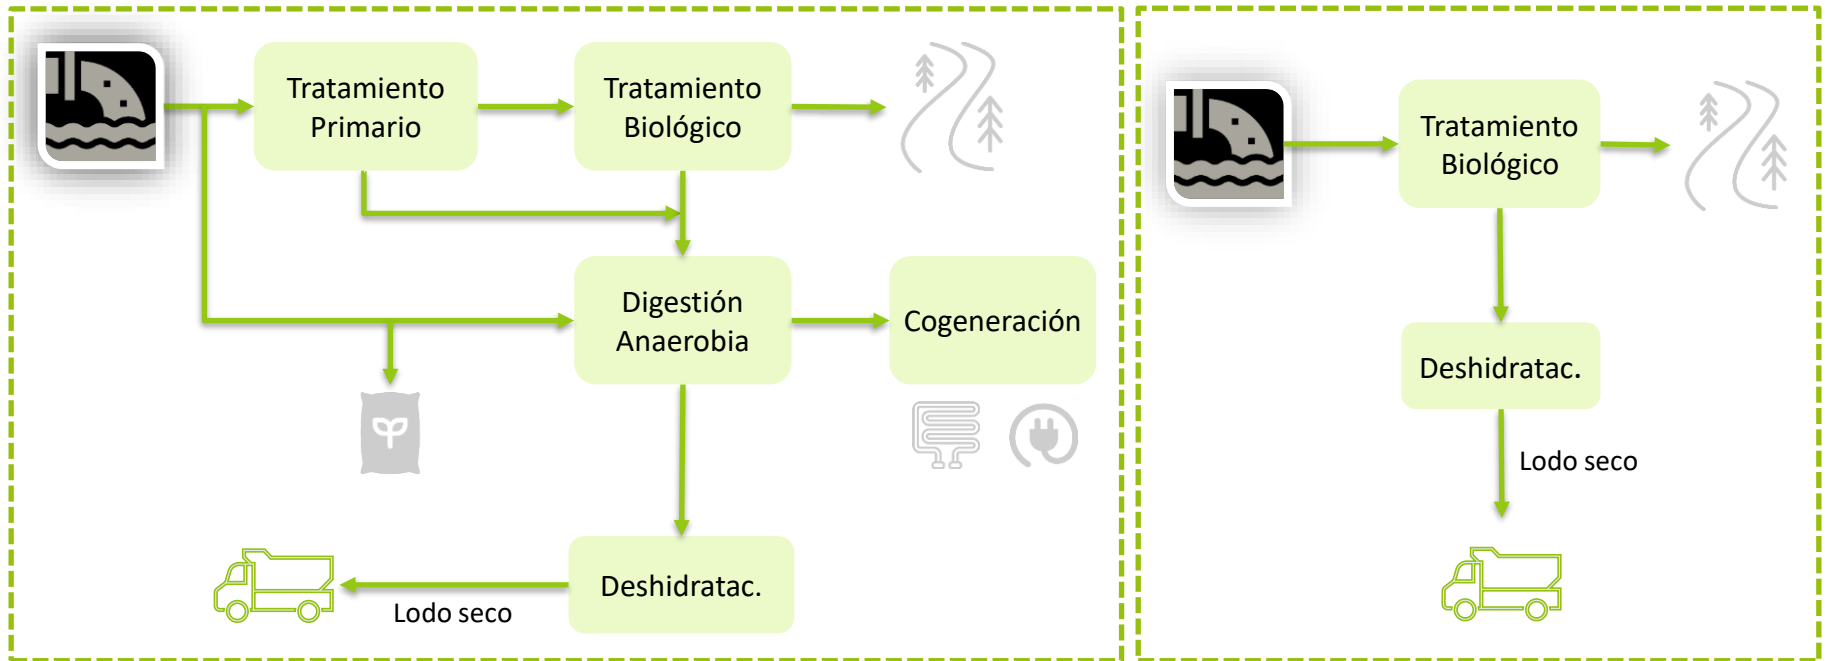 Tratamiento
Primario
Tratamiento
Biológico
Digestión
Anaerobia
Cogeneración
Deshidratac.
Lodo seco
Tratamiento
Biológico
Deshidratac.
Lodo seco